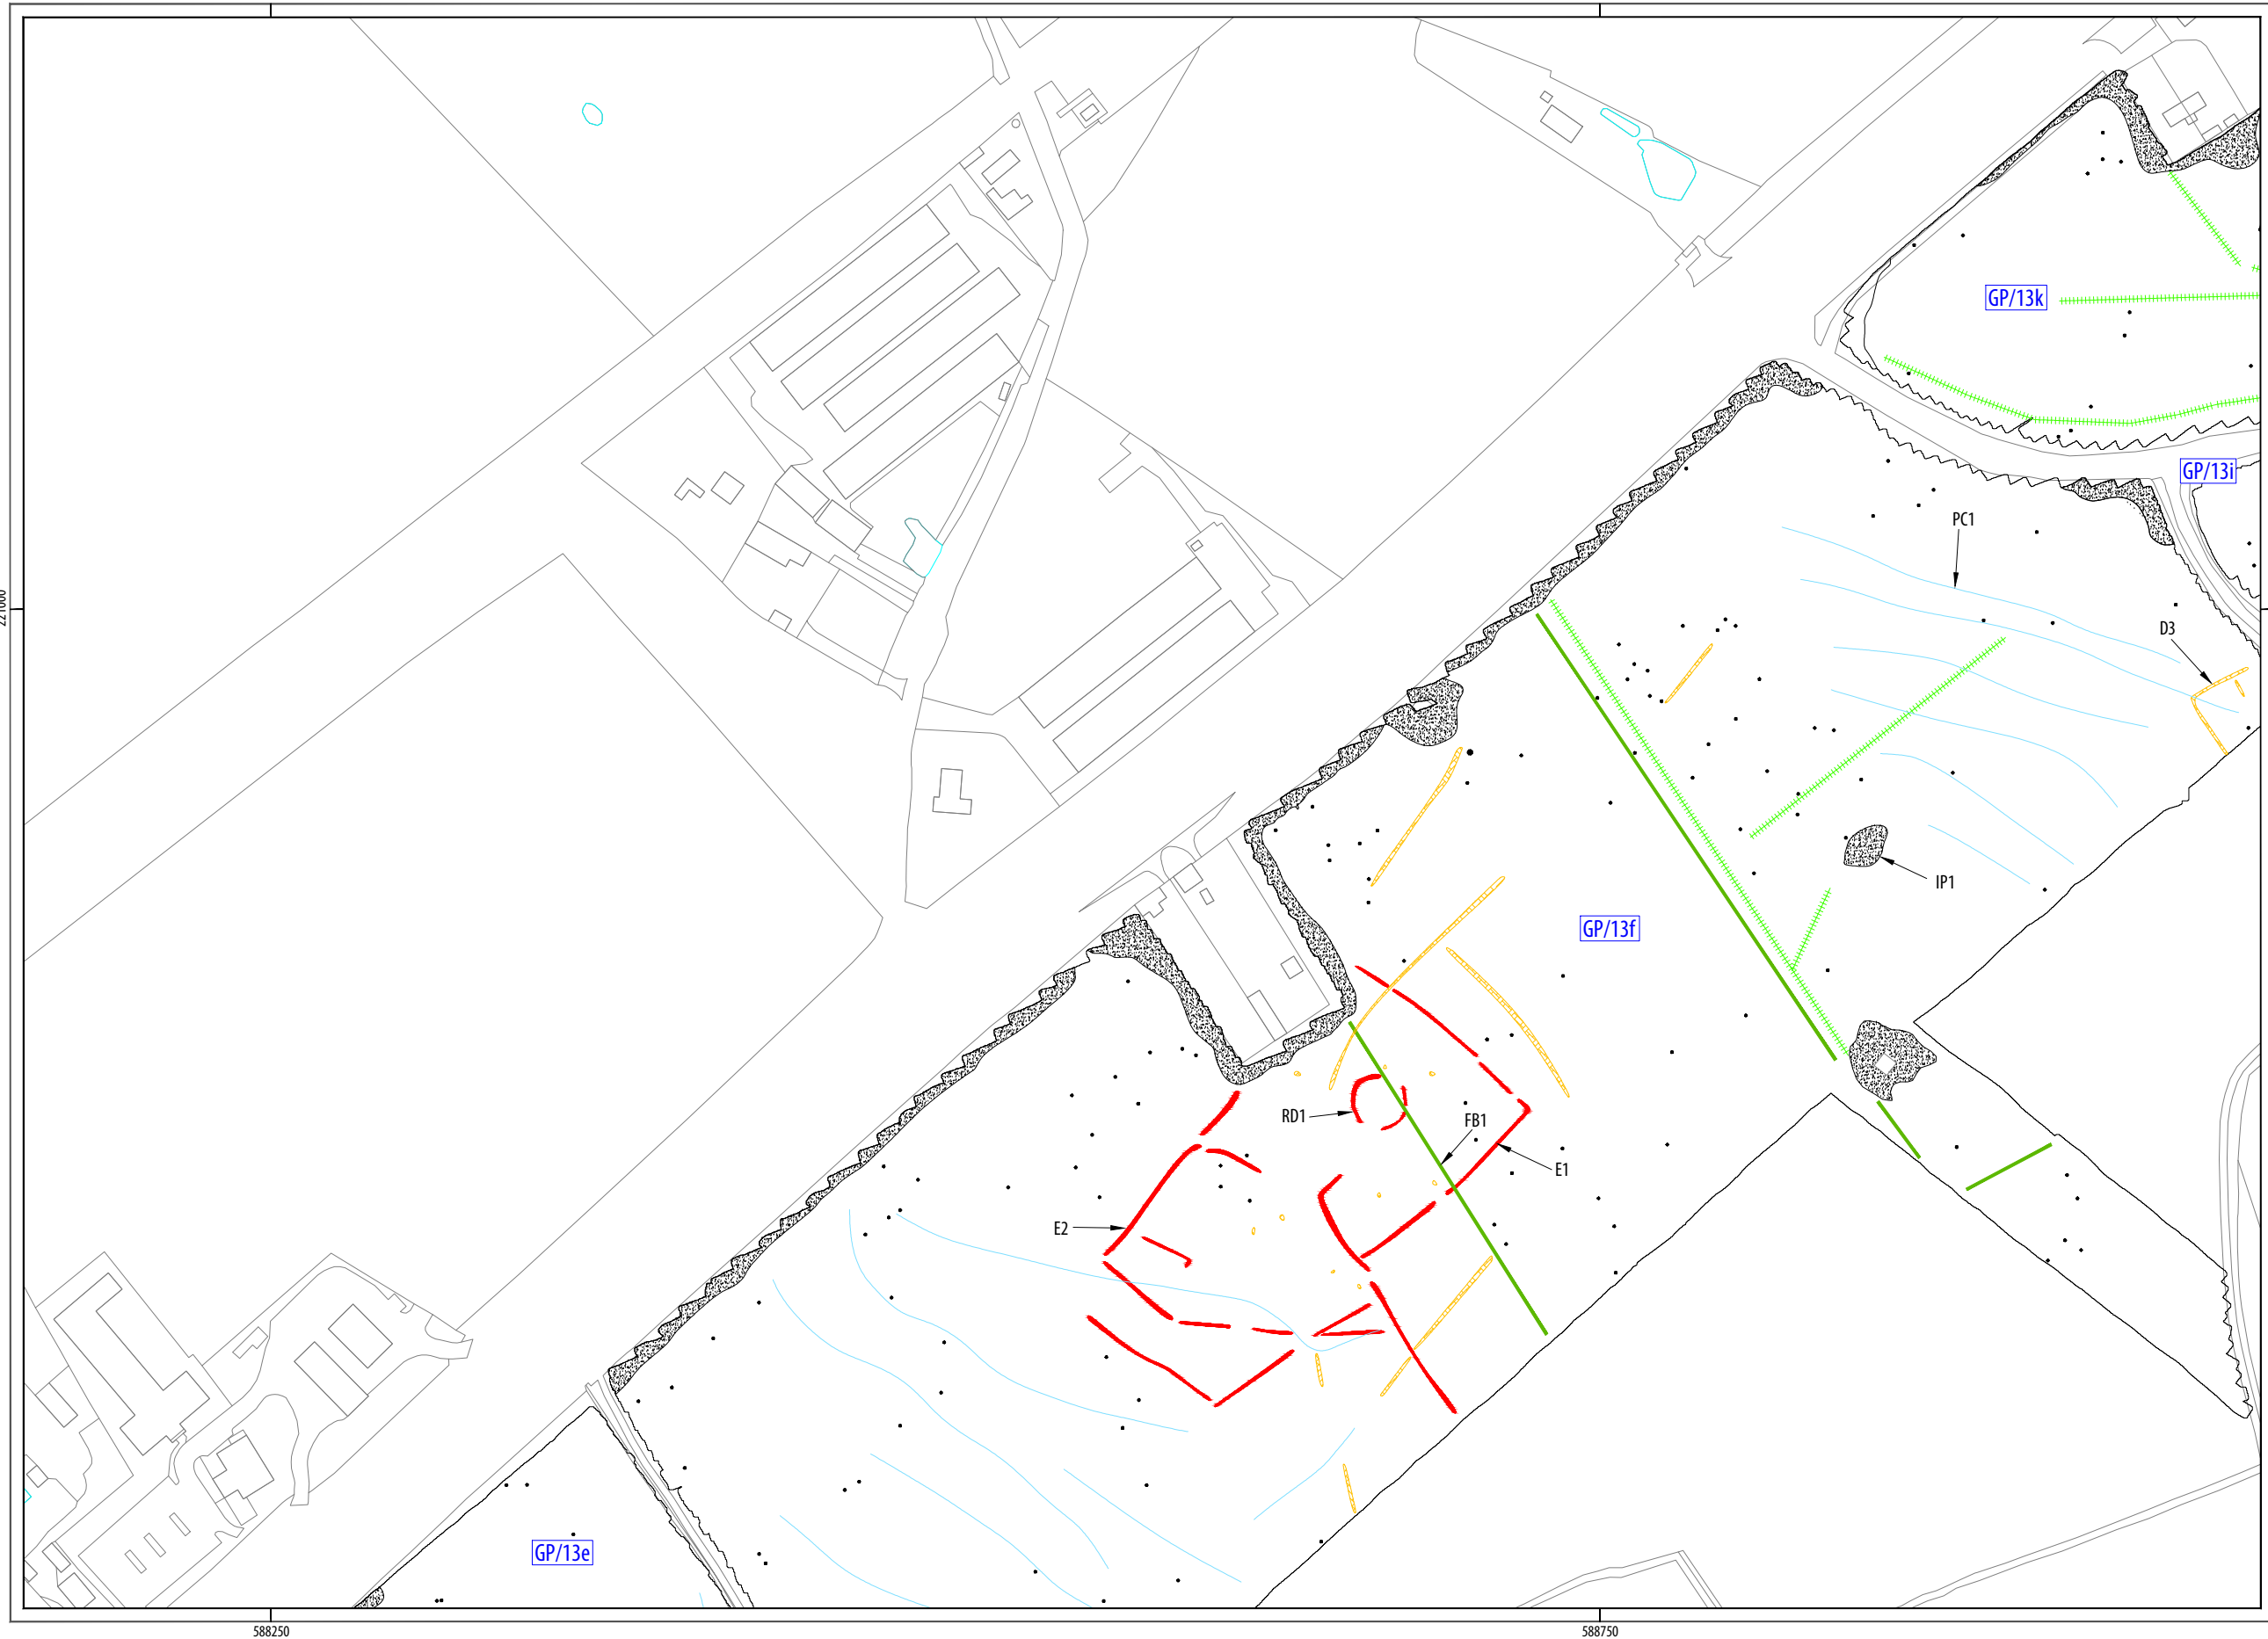 GP/13k
GP/13i
PC1
221000
D3
IP1
GP/13f
RD1
FB1
E1
E2
GP/13e
588250
588750